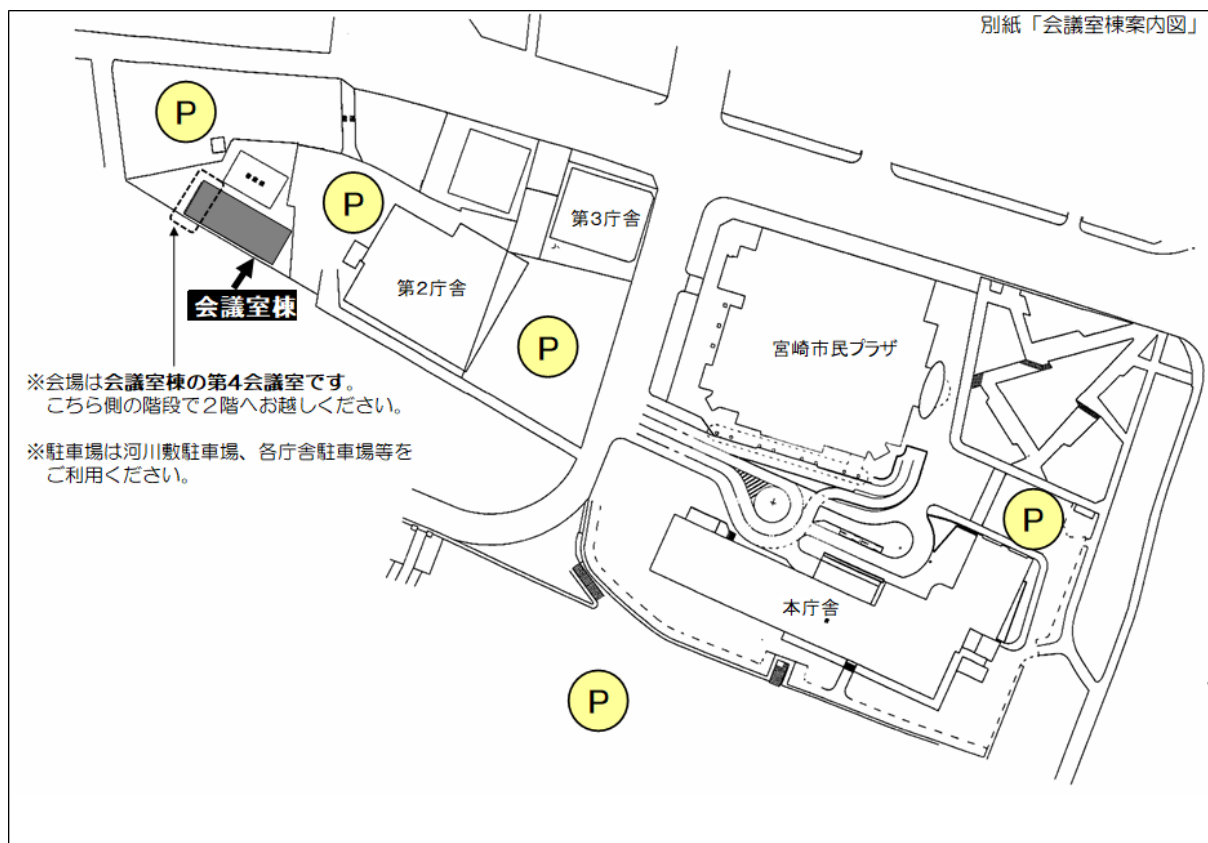 別紙「会議室棟案内図」
P
P
第3庁舎
第2庁舎
会議室棟
P
宮崎市民プラザ
※会場は会議室棟の第4会議室です。
こちら側の階段で2階へお越しください。
※駐車場は河川敷駐車場、各庁舎駐車場等を
ご利用ください。
P
本庁舎
P